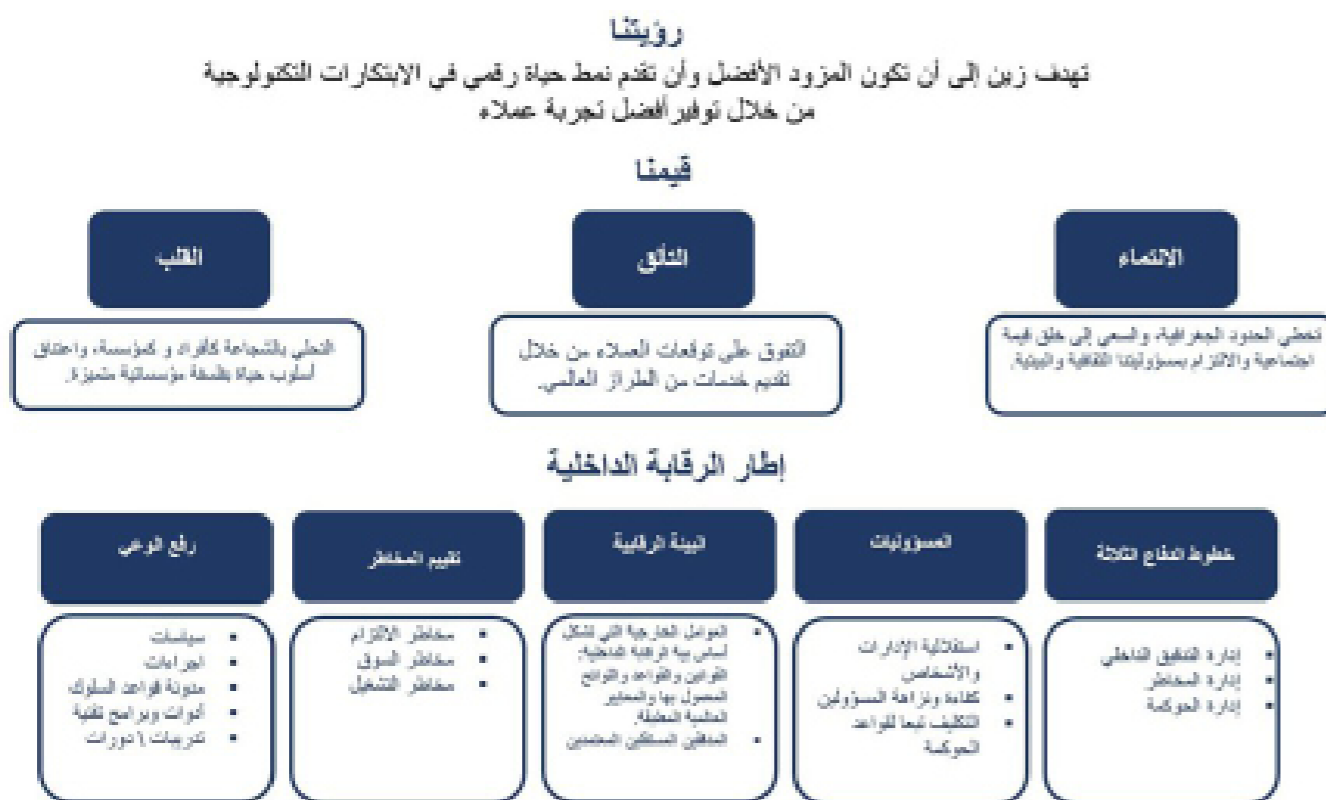 رؤيتنا
تهدف زين إلى أن تكون المزود الأفضل وأن تقدم نمط حياة رقمي في الابتكارات التكنولوجية
من خلال توفير أفضل تجربة عملاء
قيمنا
الانتماء
تخطي الحدود الجغرافية، والسعي إلى خلق قيمة
اجتماعية والالتزام بمسؤوليتنا الثقافية والبيئية.
التألق
التفوق على توقعات العملاء من خلال
تقديم خدمات من الطراز العالمي.
القلب
التحلي بالشجاعة كأفراد و كمؤسسة، واعتناق
أسلوب حياة بفلسفة مؤسساتية متميزة.
إطار الرقابة الداخلية
خطوط الدفاع الثلاثة
إدارة التدقيق الداخلي
إدارة المخاطر
إدارة الحوكمة
المسؤوليات
استقلالية الإدارات
والأشخاص
كفاءة ونزاهة المسؤولين
التكليف تبعا لقواعد
الحوكمة
البيئة الرقابية
العوامل الخارجية التي تشكل
أساس بيئة الرقابة الداخلية:
القوانين والقواعد واللوائح
المعمول بها والمعايير
العالمية المطبقة.
المدققين المستقلين المعتمدين
تقييم المخاطر
مخاطر الالتزام
مخاطر السوق
مخاطر التشغيل
رفع الوعي
سياسات
اجراءات
مدونة قواعد السلوك
أدوات وبرامج تقنية
تدريبات \ دورات